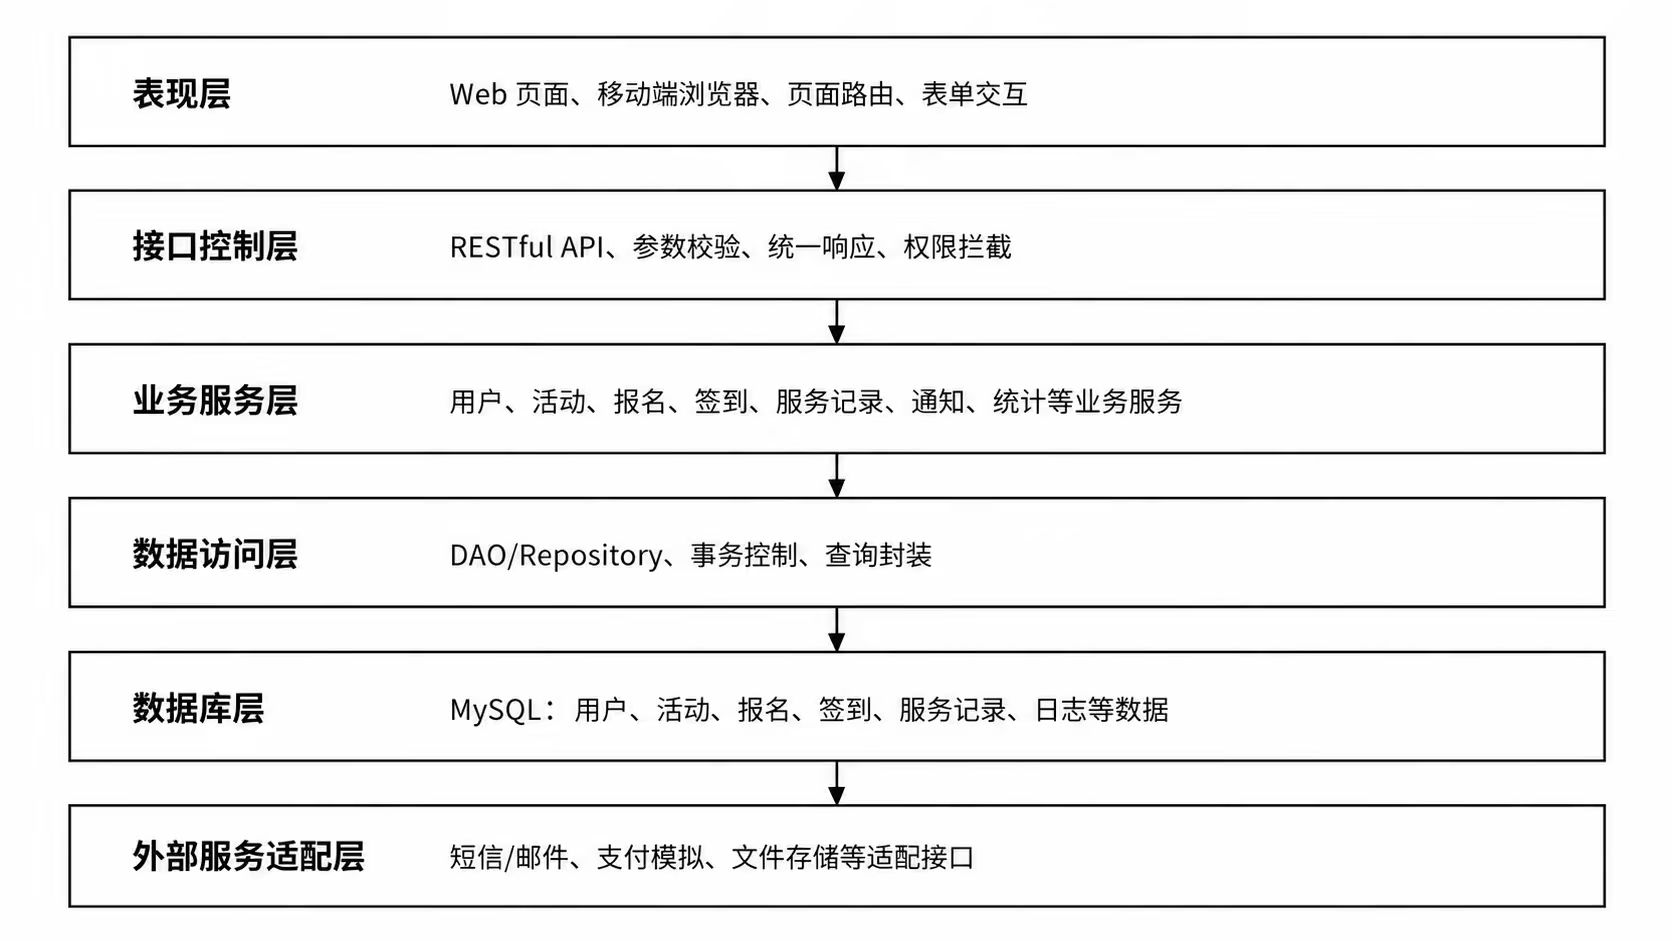 表现层 Web 页面、移动端浏览器、页面路由、表单交互
接口控制层 RESTful API、参数校验、统一响应、权限拦截
业务服务层 用户、活动、报名、签到、服务记录、通知、统计等业务服务
数据访问层 DAO/Repository、事务控制、查询封装
数据库层 MySQL：用户、活动、报名、签到、服务记录、日志等数据
外部服务适配层 短信/邮件、支付模拟、文件存储等适配接口